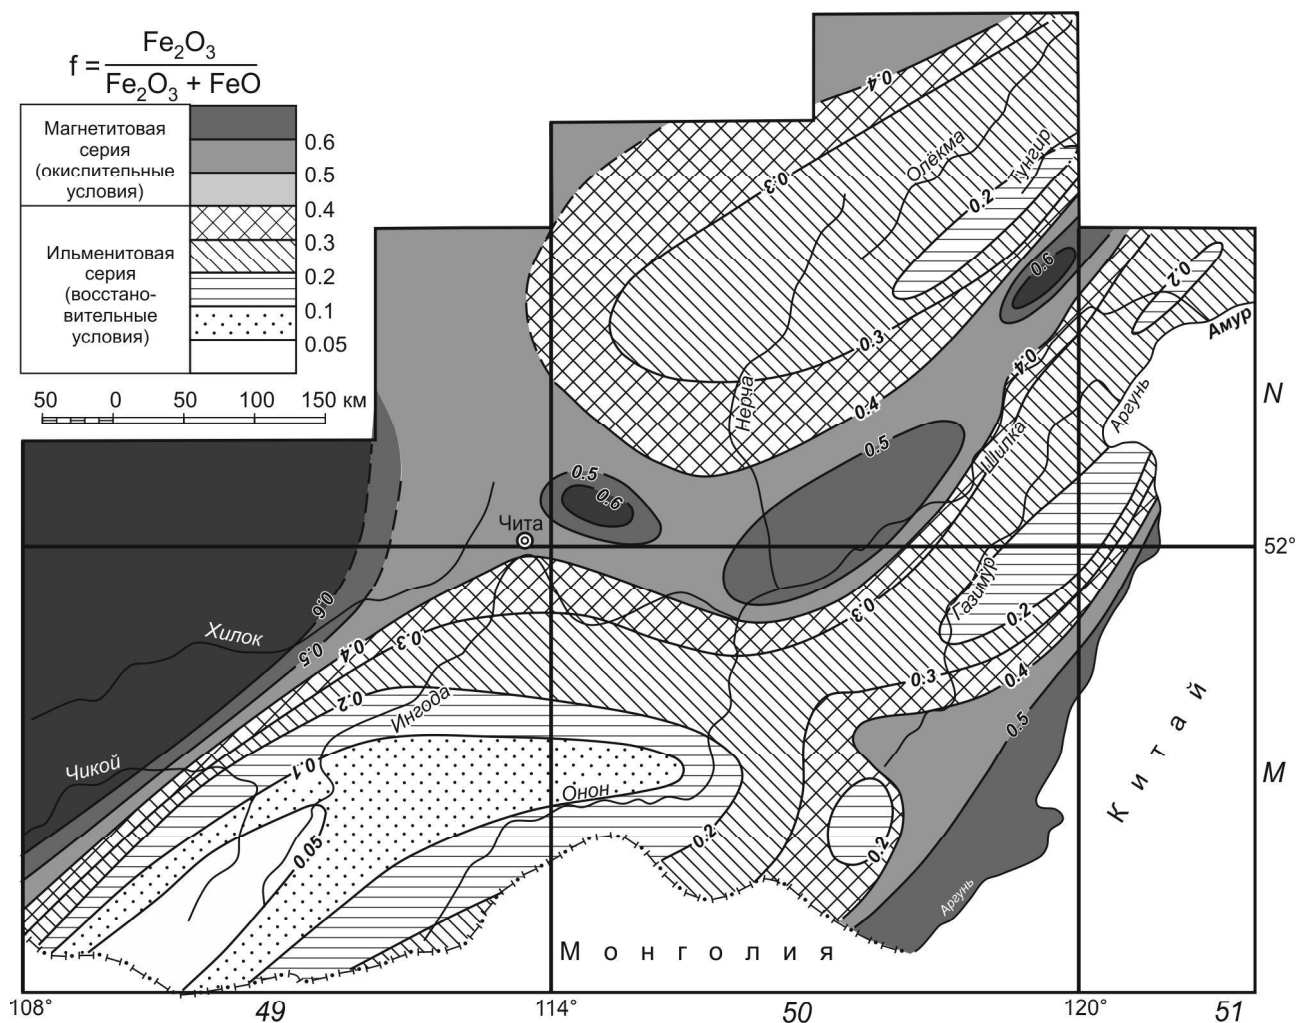 f = Fe2O3
Fe2O3 + FeO
Магнетитовая
серия
(окислительные
условия)
Ильменитовая
серия
(восстано-
вительные
условия)
0.6
0.5
0.4
0.3
0.2
0.1
0.05
50 0 50 100 150 км
0.4
Олёкма
Тунгир
0.3
0.2
0.6
0.2
Амур
0.3
0.4
Нерча
0.4
Аргунь
N
0.5
Шилка
0.5
0.6
Чита
52°
0.6
Хилок
0.5
0.4
0.3
0.3
Газимур
0.2
0.2
Ингода
0.3
0.4
0.5
Чикой
0.1
Онон
Китай
M
0.05
0.2
0.2
Аргунь
Монголия
108°
49
114°
50
120°
51